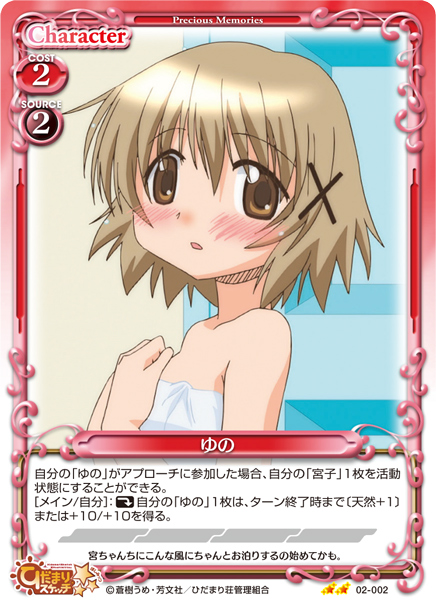 Precious Memories
Character
COST
2
SOURCE
2
ゆの
自分の「ゆの」がアプローチに参加した場合、自分の「宮子」1枚を活動
状態にすることができる。
[メイン/自分]:自分の「ゆの」1枚は、ターン終了時まで〔天然+1〕
または+10/+10を得る。
宮ちゃんちにこんな風にちゃんとお泊りするの始めてかも。
ひだまりスケッチ
©蒼樹うめ・芳文社/ひだまり荘管理組合
02-002